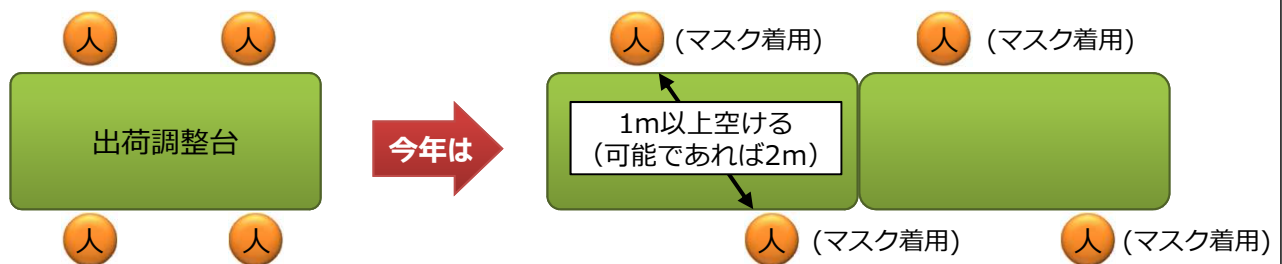 人 人
出荷調整台
人 人
今年は
人 (マスク着用) 人 (マスク着用)
1m以上空ける
(可能であれば2m)
人 (マスク着用) 人 (マスク着用)